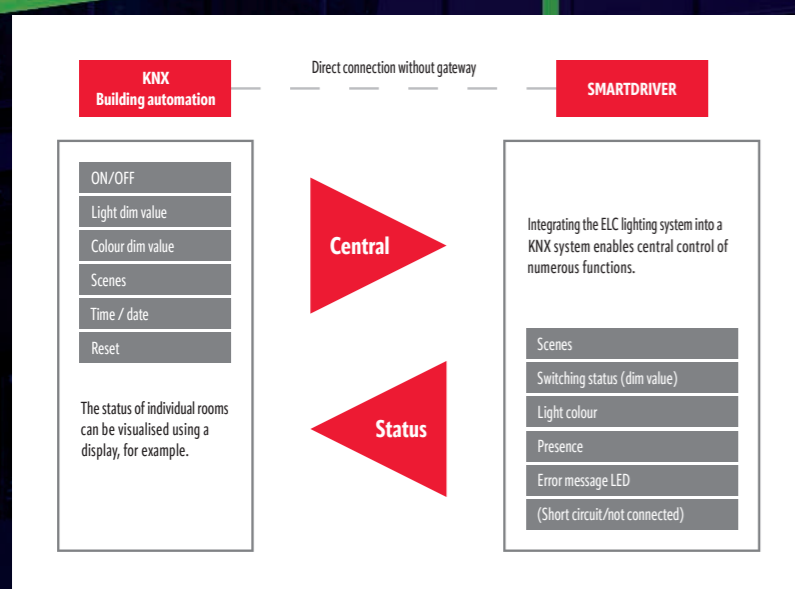 KNX
Building automation
Direct connection without gateway
SMARTDRIVER
ON/OFF
Light dim value
Colour dim value
Scenes
Time / date
Reset
The status of individual rooms
can be visualised using a
display, for example.
Central
Status
Integrating the ELC lighting system into a
KNX system enables central control of
numerous functions.
Scenes
Switching status (dim value)
Light colour
Presence
Error message LED
(Short circuit/not connected)